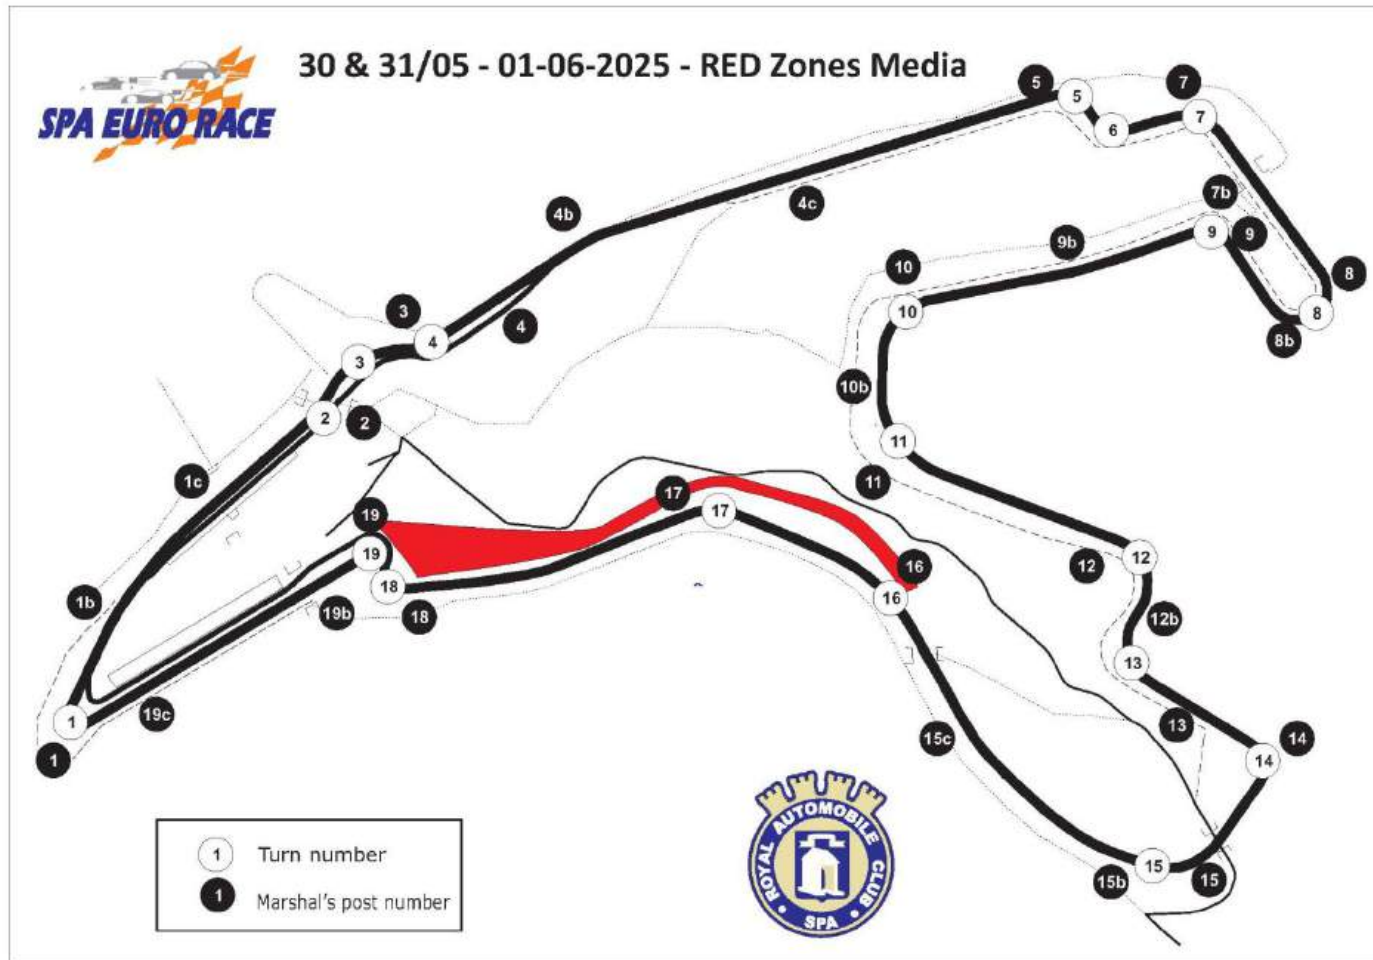 30 & 31/05 - 01-06-2025 - RED Zones Media
SPA EURO RACE
5
5
7
7
6
4b
4c
7b
9
9
9b
10
8
8
8b
10
3
4
4
3
2
2
10b
11
11
1c
17
17
19
19
18
18
19b
16
16
12
12
12b
13
13
1b
1
1
19c
15c
14
14
15
15
15b
1 Turn number
1 Marshal's post number
ROYAL AUTOMOBILE CLUB
SPA